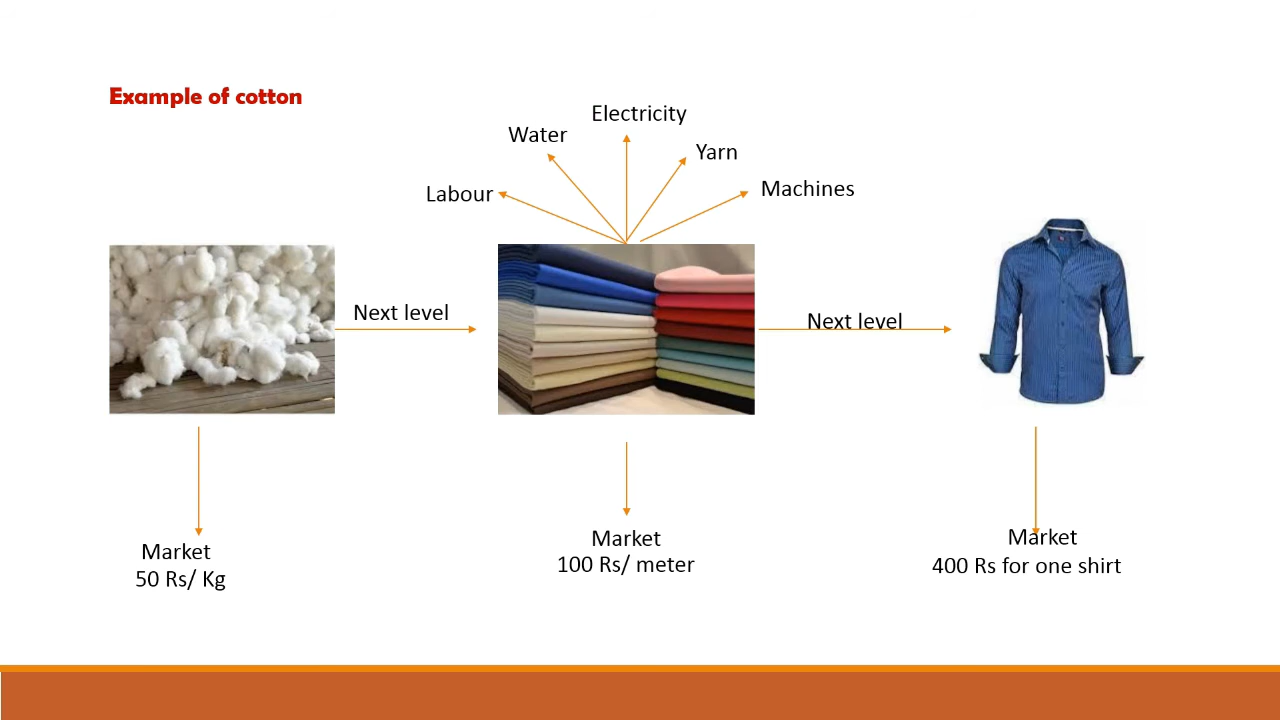 Example of cotton
Electricity
Water
Yarn
Labour
Machines
Next level
Next level
Market
50 Rs/ Kg
Market
100 Rs/ meter
Market
400 Rs for one shirt